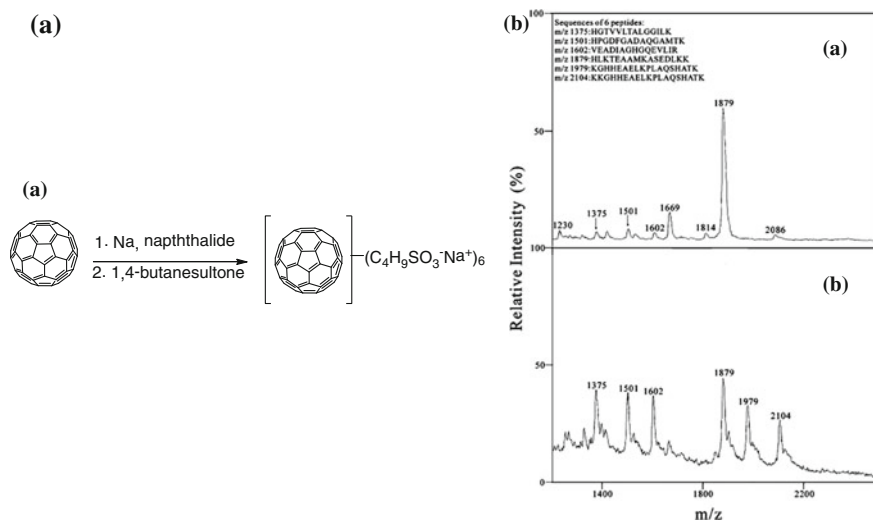 (a)
(a)
1. Na, napththalide
2. 1,4-butanesultone
(C₄H₉SO₃-Na⁺)₆
(b)
Relative Intensity (%)
100
50
0
100
50
0
Sequences of 6 peptides:
m/z 1375:HGTVVLTALGGILK
m/z 1501:HPGDFGADAQGAMTK
m/z 1602:VEADIAGHGQEVLIR
m/z 1879:HLKTEAAMKASEDLKK
m/z 1979:KGHHEAELKPLAQSHATK
m/z 2104:KKGHHEAELKPLAQSHATK
(a)
1230
1375
1501
1602
1669
1814
1879
2086
(b)
1375
1501
1602
1879
1979
2104
1400
1800
2200
m/z